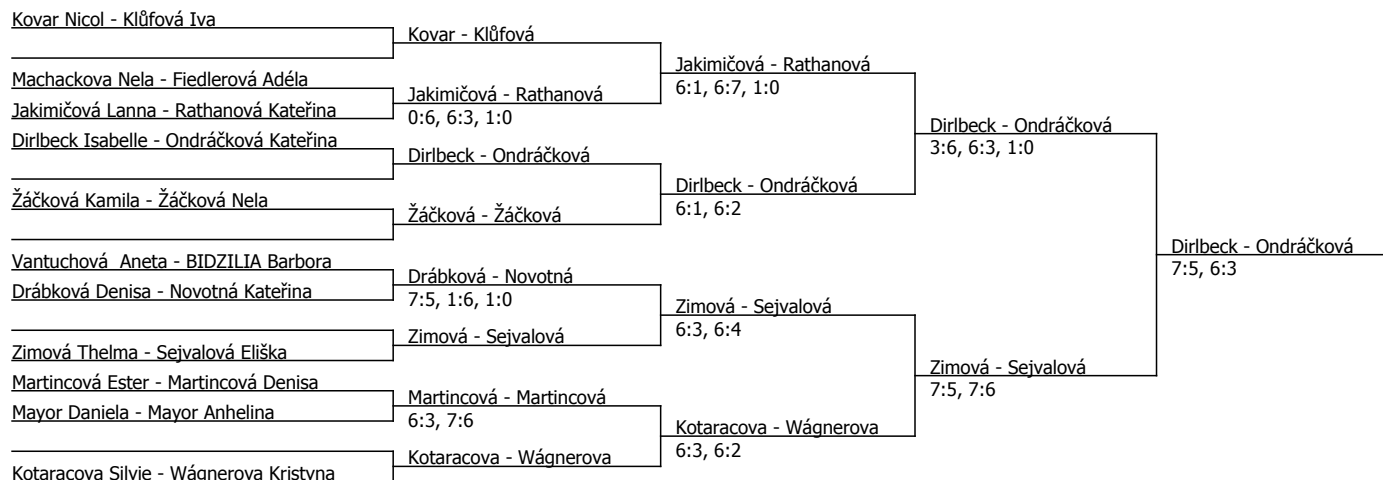 Kovar Nicol - Klůfová Iva
Machackova Nela - Fiedlerová Adéla
Jakimičová Lanna - Rathanová Kateřina
Dirlbeck Isabelle - Ondráčková Kateřina
Žáčková Kamila - Žáčková Nela
Vantuchová  Aneta - BIDZILIA Barbora
Drábková Denisa - Novotná Kateřina
Zimová Thelma - Sejvalová Eliška
Martincová Ester - Martincová Denisa
Mayor Daniela - Mayor Anhelina
Kotaracova Silvie - Wágnerova Kristyna
Kovar - Klůfová
Jakimičová - Rathanová
0:6, 6:3, 1:0
Dirlbeck - Ondráčková
Žáčková - Žáčková
Drábková - Novotná
7:5, 1:6, 1:0
Zimová - Sejvalová
Martincová - Martincová
6:3, 7:6
Kotaracova - Wágnerova
Jakimičová - Rathanová
6:1, 6:7, 1:0
Dirlbeck - Ondráčková
6:1, 6:2
Zimová - Sejvalová
6:3, 6:4
Kotaracova - Wágnerova
6:3, 6:2
Dirlbeck - Ondráčková
3:6, 6:3, 1:0
Zimová - Sejvalová
7:5, 7:6
Dirlbeck - Ondráčková
7:5, 6:3